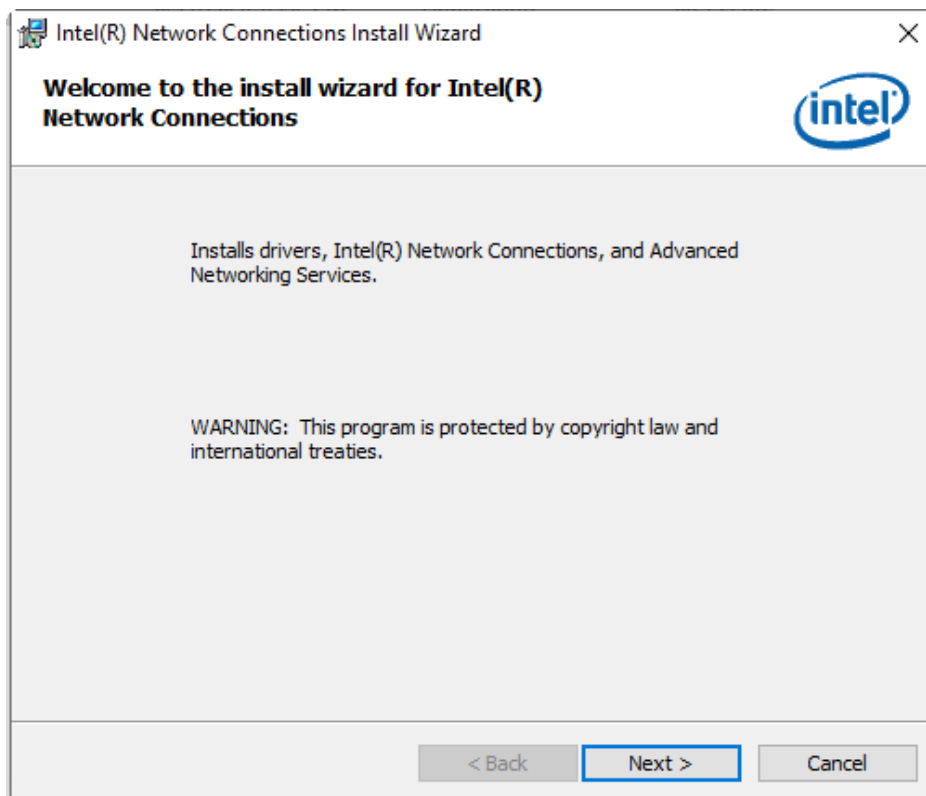 Intel(R) Network Connections Install Wizard
Welcome to the install wizard for Intel(R)
Network Connections
intel
Installs drivers, Intel(R) Network Connections, and Advanced
Networking Services.
WARNING:  This program is protected by copyright law and
international treaties.
< Back
Next >
Cancel